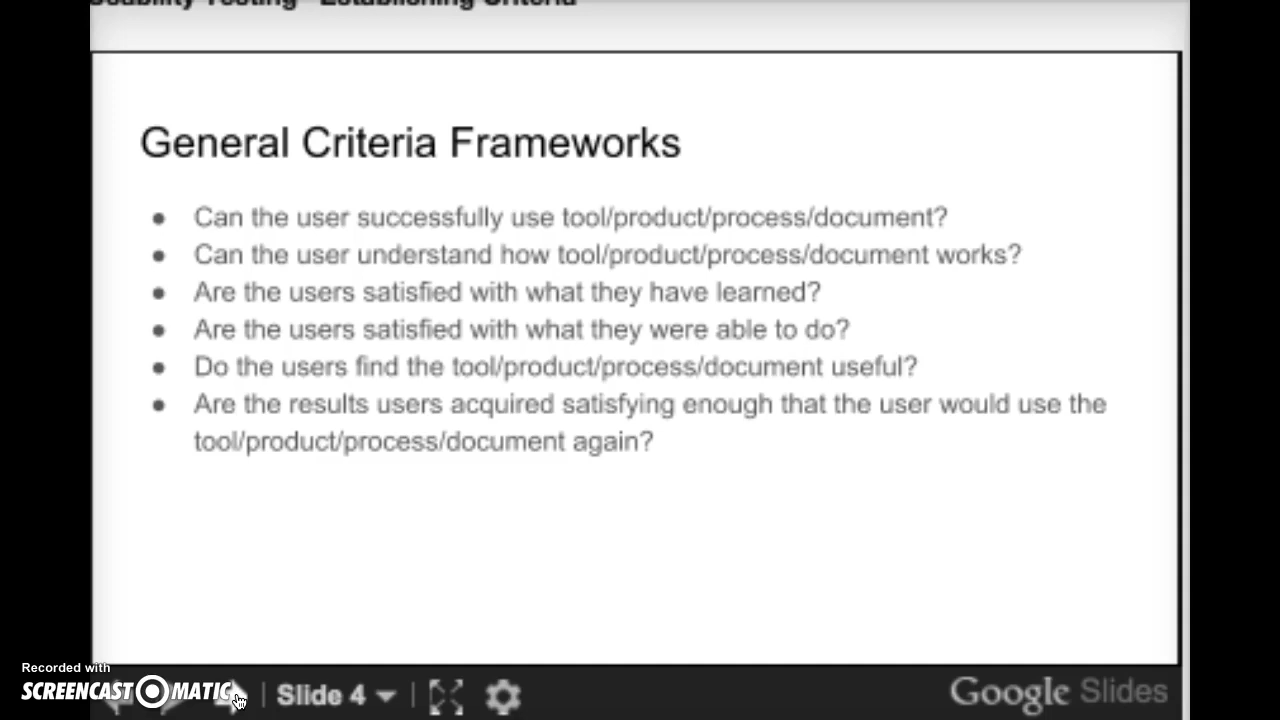 Usability Testing - Establishing Criteria
General Criteria Frameworks
● Can the user successfully use tool/product/process/document?
● Can the user understand how tool/product/process/document works?
● Are the users satisfied with what they have learned?
● Are the users satisfied with what they were able to do?
● Do the users find the tool/product/process/document useful?
● Are the results users acquired satisfying enough that the user would use the
tool/product/process/document again?
Recorded with
SCREENCAST O MATIC
Slide 4
Google Slides